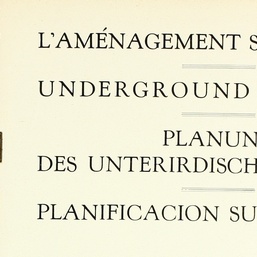 L'AMÉNAGEMENT S
UNDERGROUND
PLANUN
DES UNTERIRDISCH
PLANIFICACION SU